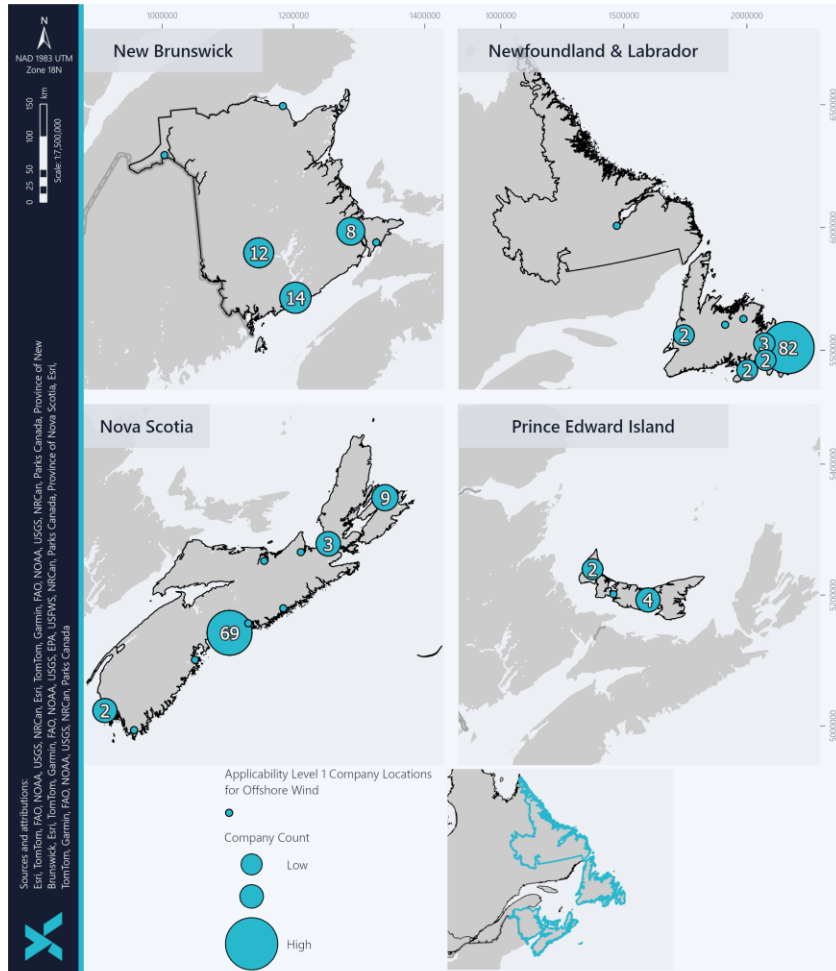 N
NAD 1983 UTM
Zone 18N
km
0 25 50 100 150
Scale: 1:7,500,000
Sources and attributions:
Esri, TomTom, FAO, NOAA, USGS, NRCan, Esri, TomTom, Garmin, FAO, NOAA, USGS, NRCan, Parks Canada, Province of New
Brunswick, Esri, TomTom, Garmin, FAO, NOAA, USGS, EPA, USFWS, NRCan, Parks Canada, Province of Nova Scotia, Esri,
TomTom, Garmin, FAO, NOAA, USGS, NRCan, Parks Canada
1000000 1200000 1400000
New Brunswick
12
8
14
1000000 1500000 2000000
Newfoundland & Labrador
6500000
6000000
5500000
2
3
82
2
2
Nova Scotia
9
3
69
2
Prince Edward Island
5400000
5200000
5000000
2
4
Applicability Level 1 Company Locations
for Offshore Wind
Company Count
Low
High